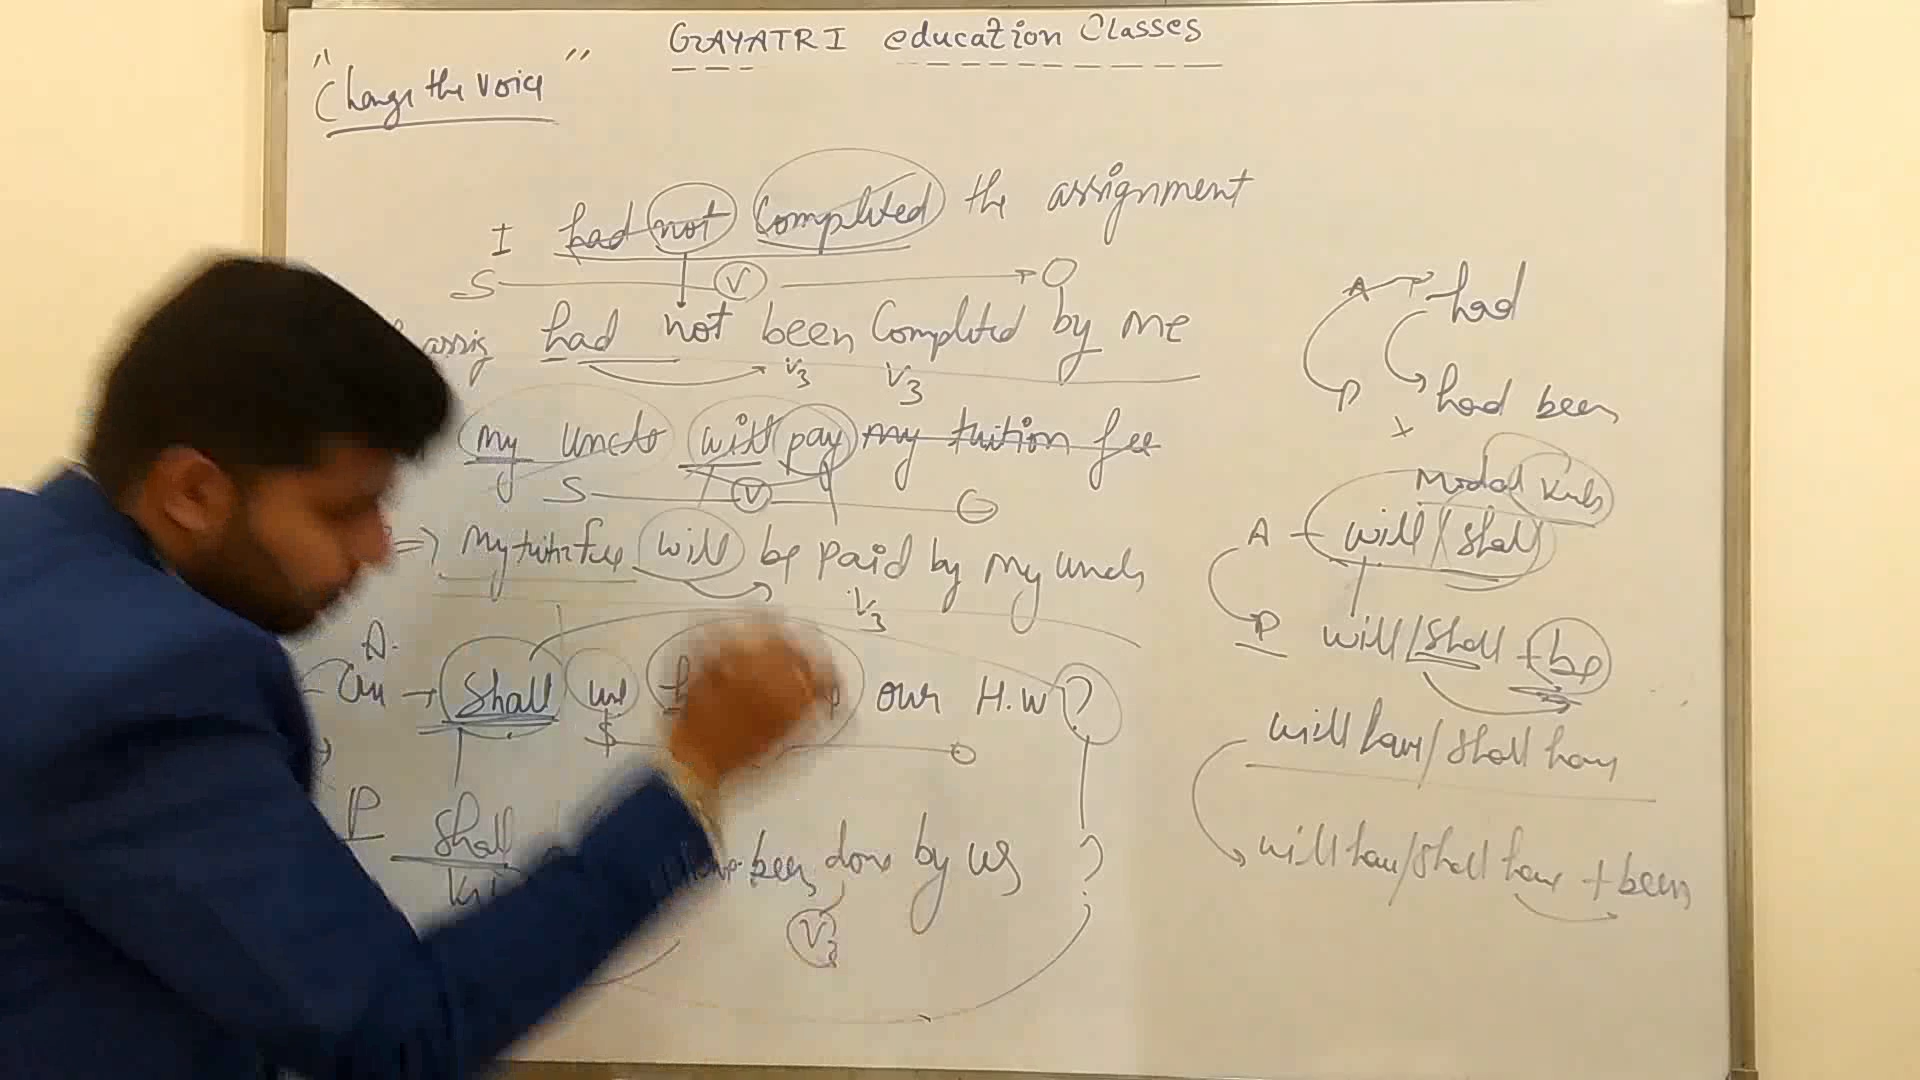 GAYATRI education Classes
"Change the Voice"
I had not Completed the assignment
S V O
assig had not been Completed by me
V3 V3
my uncle will pay my tuition fee
S V O
=> My fee will be paid by My uncle
V3
A.
→ Shall we our H.W?
S O
P Shall been done by us ?
V3
A P had
P had been
Modal
A - will/Shall
P will/Shall + be
will have/Shall have
will have/Shall have + been